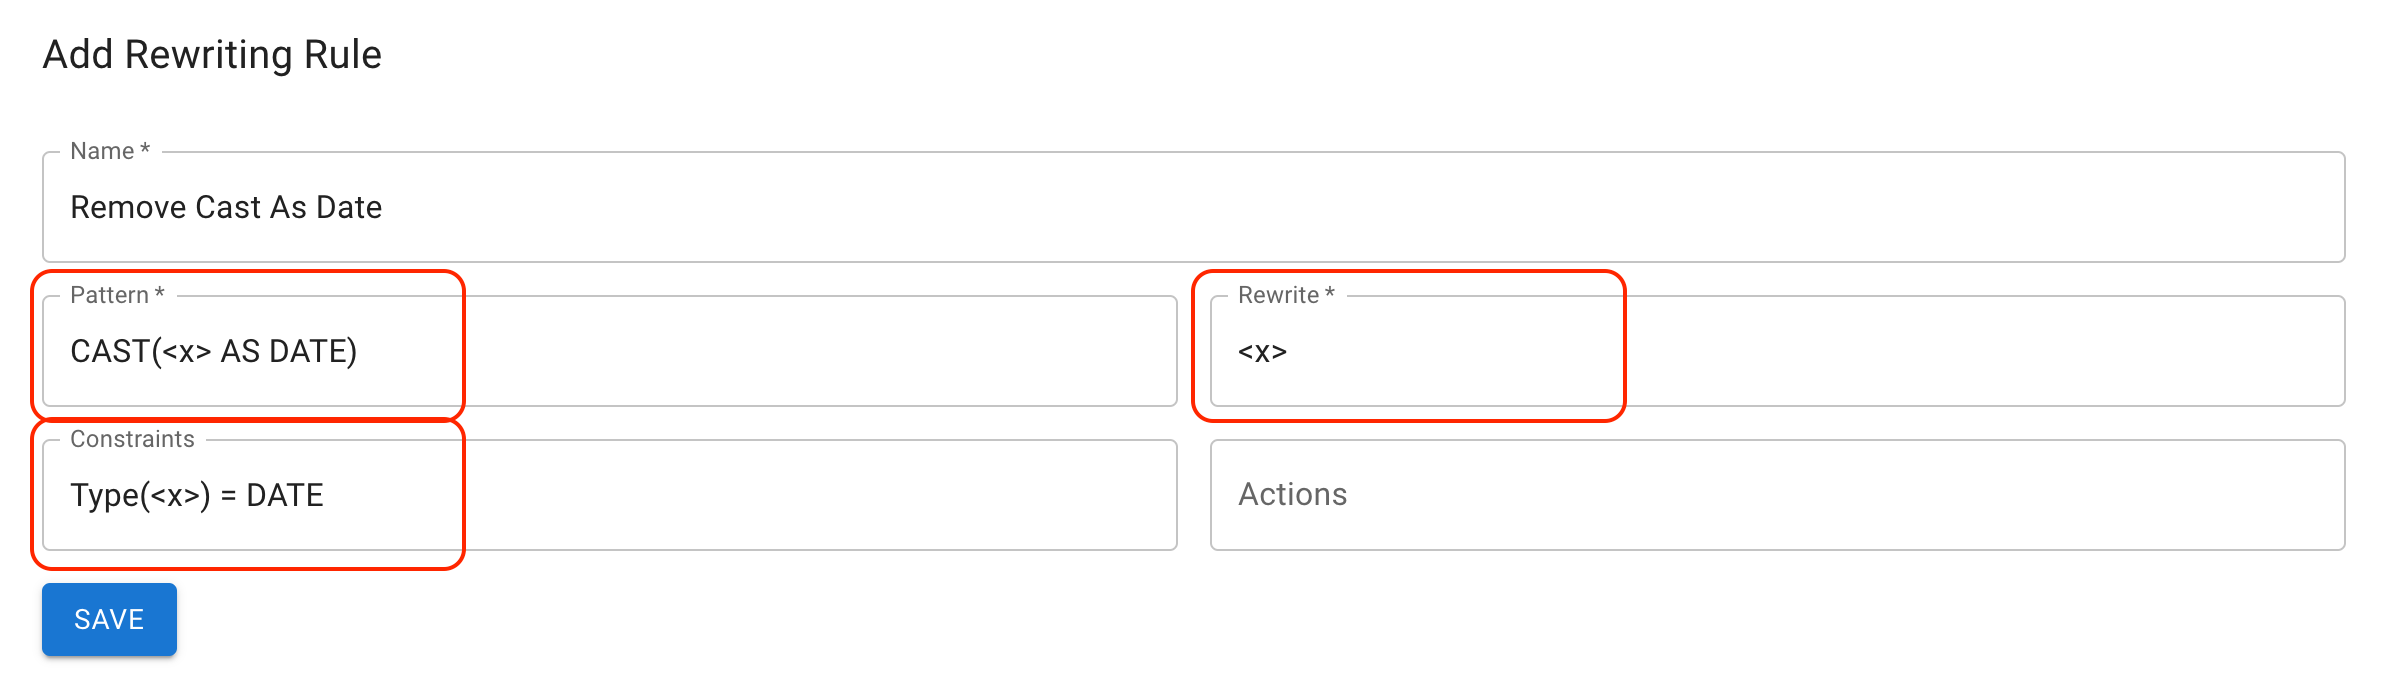 Add Rewriting Rule
Name *
Remove Cast As Date
Pattern *
CAST(<x> AS DATE)
Rewrite *
<x>
Constraints
Type(<x>) = DATE
Actions
SAVE